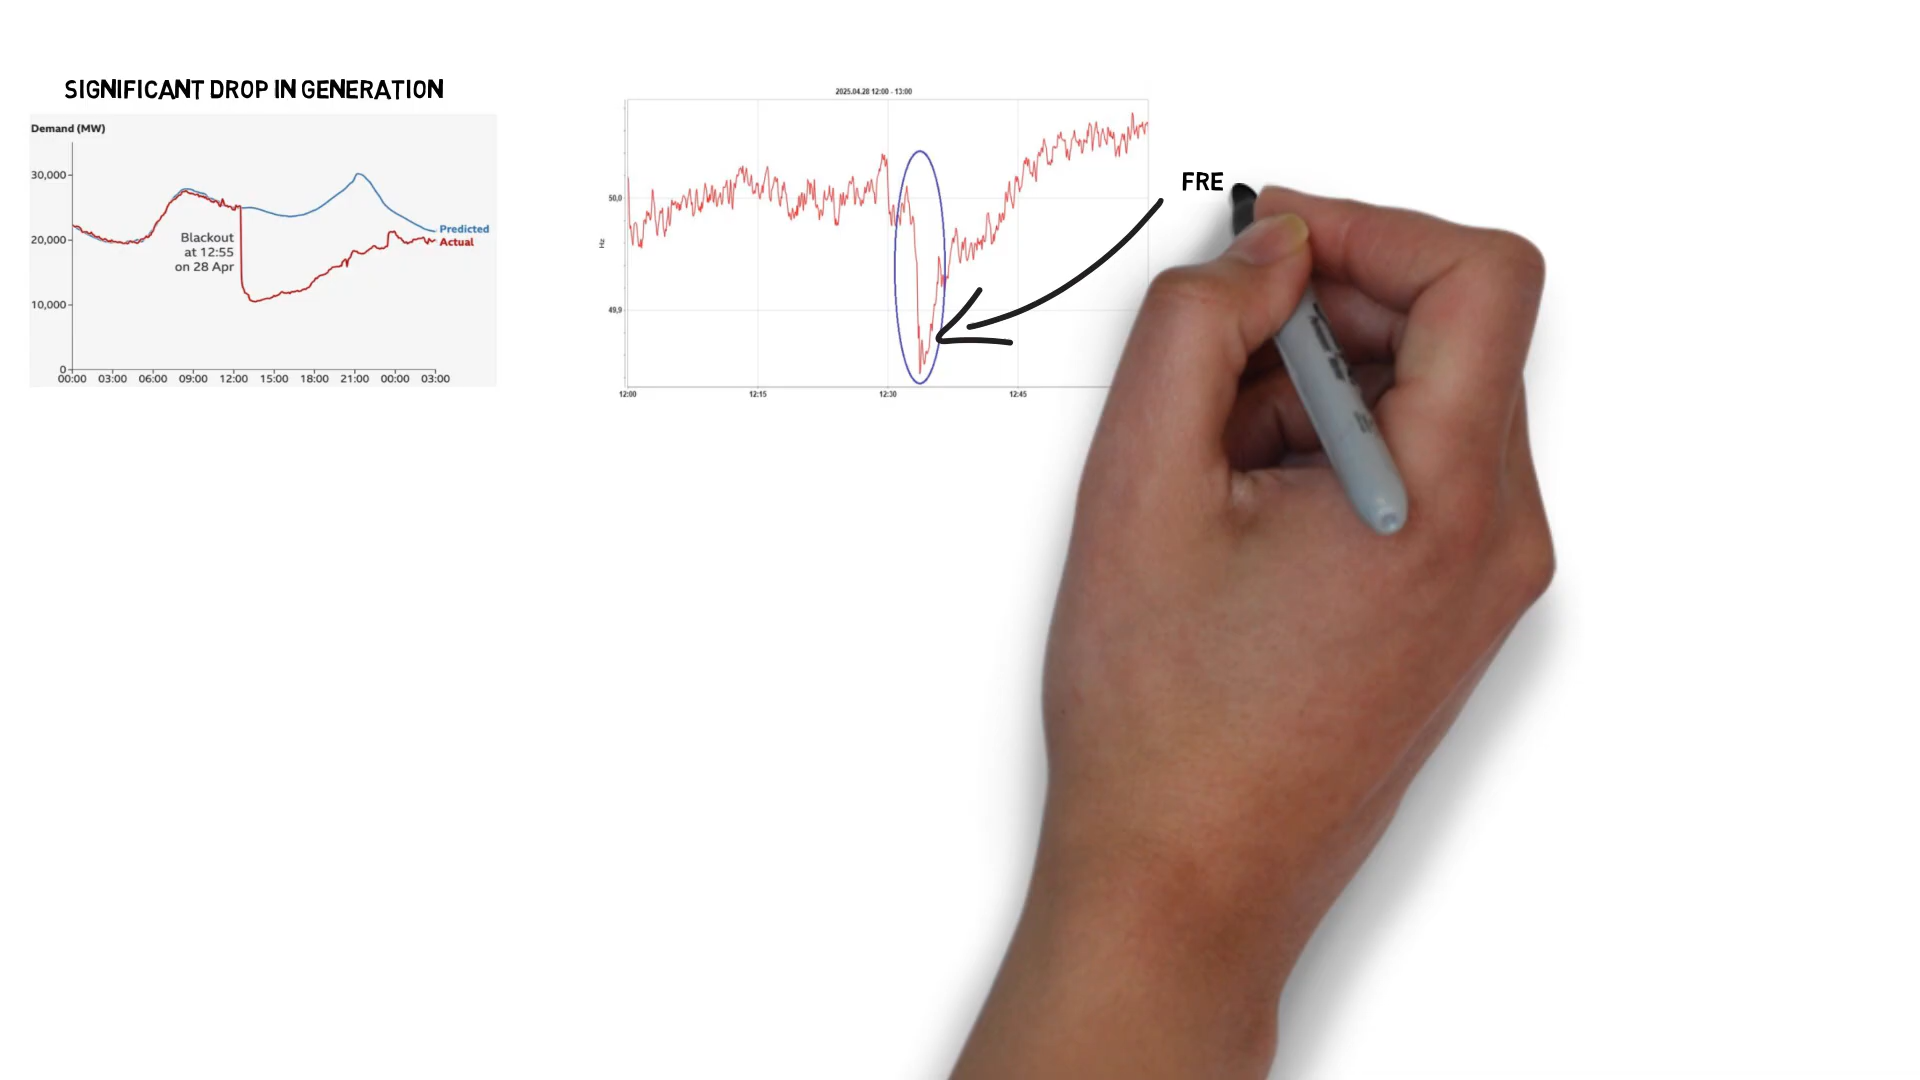 SIGNIFICANT DROP IN GENERATION
Demand (MW)
30,000
20,000
10,000
0
00:00 03:00 06:00 09:00 12:00 15:00 18:00 21:00 00:00 03:00
Blackout
at 12:55
on 28 Apr
Predicted
Actual
2025.04.28 12:00 - 13:00
50,0
Hz
49,9
12:00 12:15 12:30 12:45
FRE